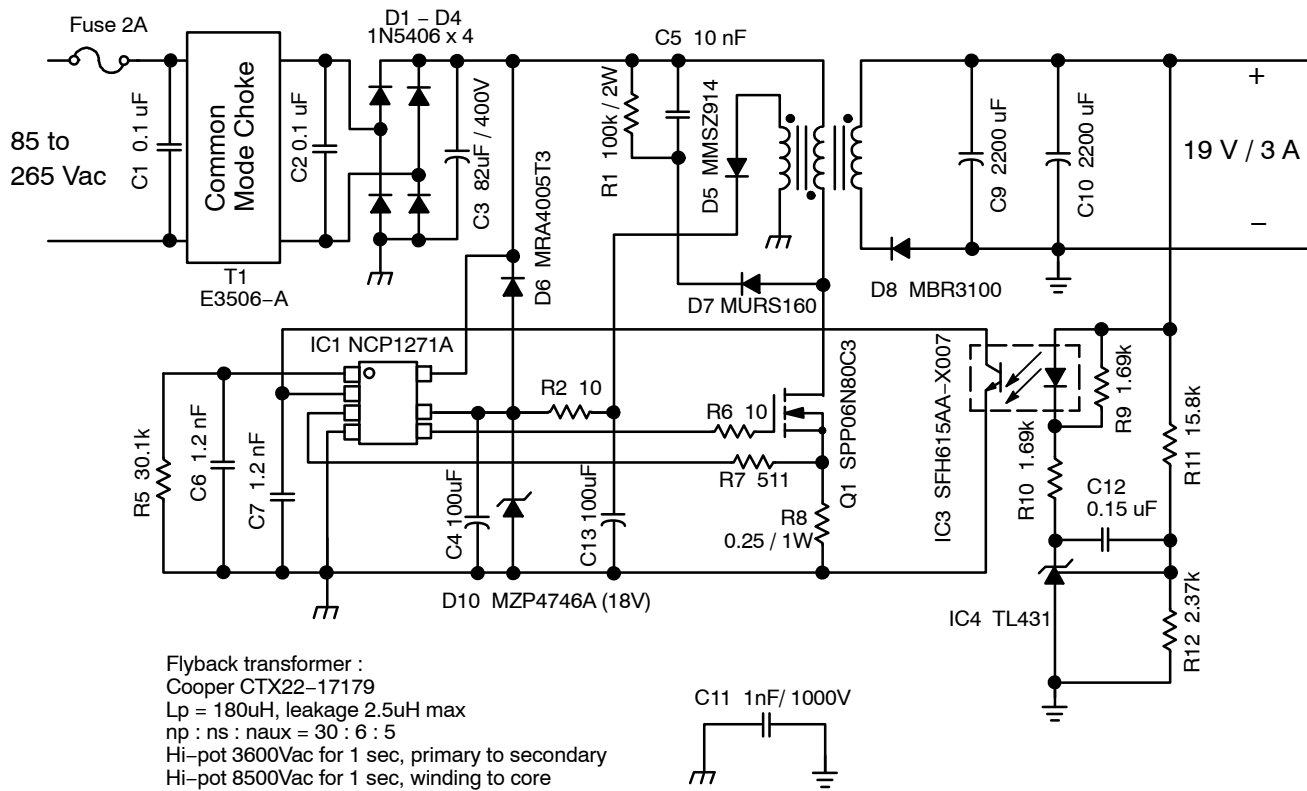 Fuse 2A
D1 – D4
1N5406 x 4
C5 10 nF
85 to
265 Vac
C1 0.1 uF
Common
Mode Choke
C2 0.1 uF
C3 82uF / 400V
R1 100k / 2W
D5 MMSZ914
C9 2200 uF
C10 2200 uF
+
19 V / 3 A
–
T1
E3506–A
D6 MRA4005T3
D7 MURS160
D8 MBR3100
IC1 NCP1271A
R2 10
R6 10
R7 511
Q1 SPP06N80C3
IC3 SFH615AA–X007
R9 1.69k
R11 15.8k
R10 1.69k
C12
0.15 uF
R5 30.1k
C6 1.2 nF
C7 1.2 nF
C4 100uF
C13 100uF
R8
0.25 / 1W
D10 MZP4746A (18V)
IC4 TL431
R12 2.37k
Flyback transformer :
Cooper CTX22–17179
Lp = 180uH, leakage 2.5uH max
np : ns : naux = 30 : 6 : 5
Hi–pot 3600Vac for 1 sec, primary to secondary
Hi–pot 8500Vac for 1 sec, winding to core
C11 1nF/ 1000V